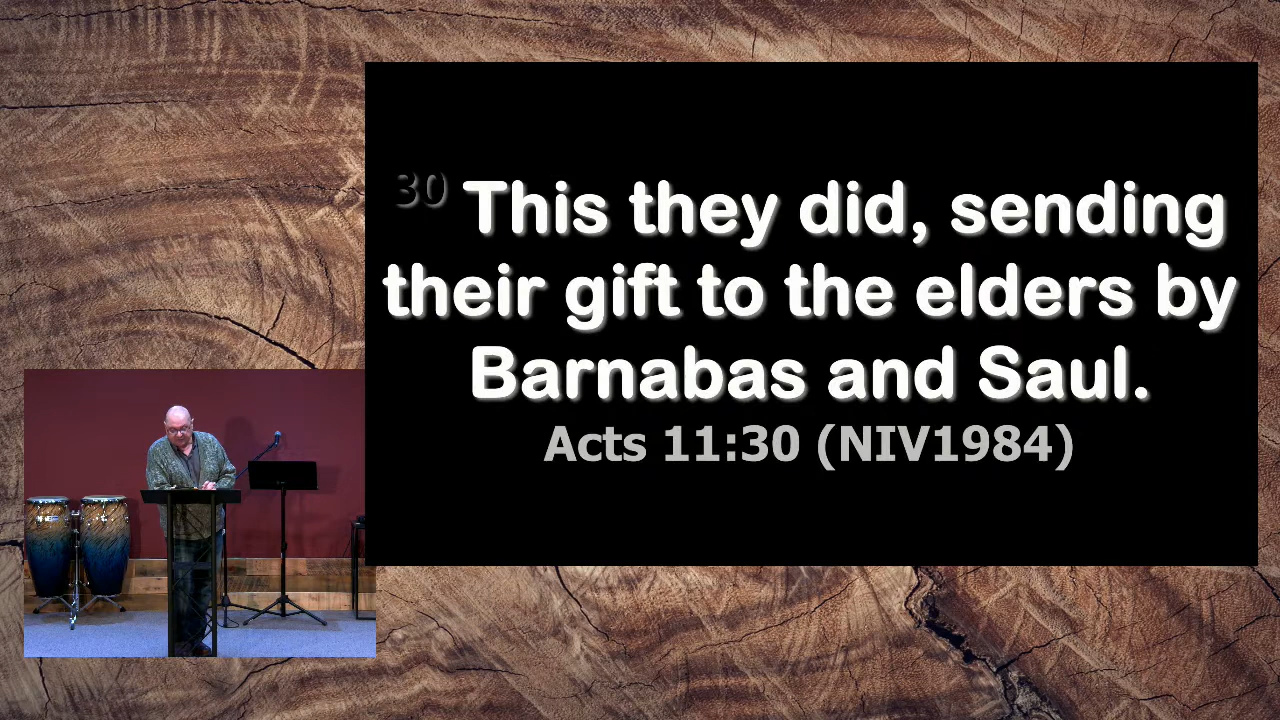 30 This they did, sending
their gift to the elders by
Barnabas and Saul.
Acts 11:30 (NIV1984)